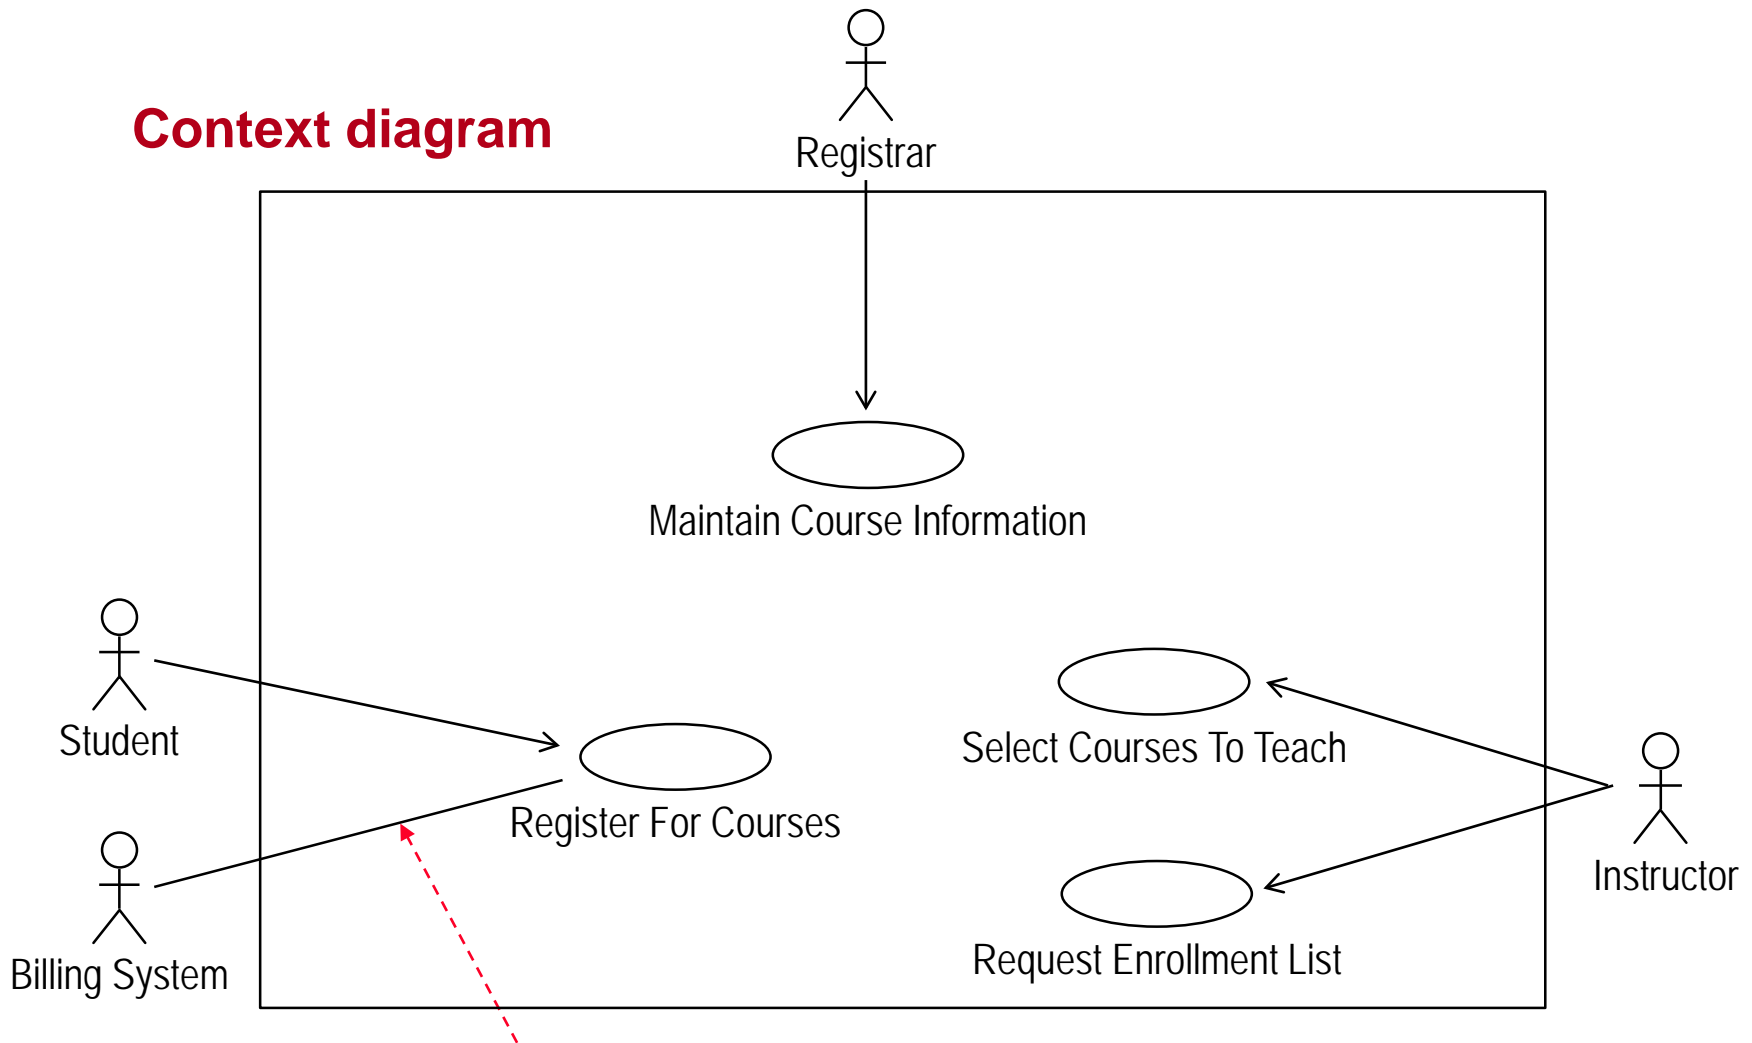 Context diagram
Registrar
Maintain Course Information
Student
Select Courses To Teach
Register For Courses
Instructor
Billing System
Request Enrollment List